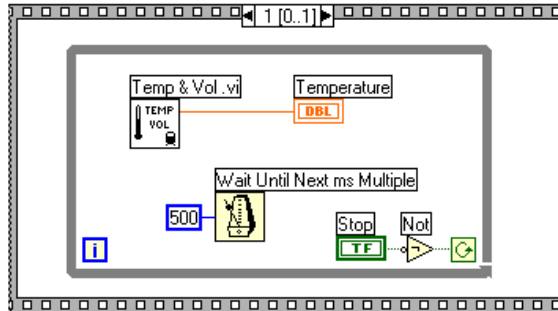 1 [0..1]
Temp & Vol .vi
Temperature
TEMP
VOL
DBL
Wait Until Next ms Multiple
500
Stop
Not
TF
i